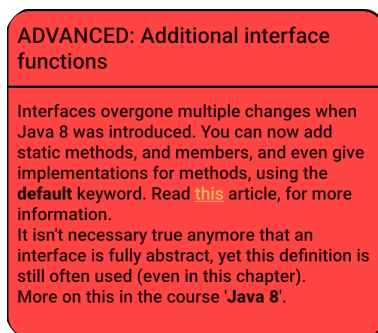 ADVANCED: Additional interface
functions
Interfaces overgone multiple changes when
Java 8 was introduced. You can now add
static methods, and members, and even give
implementations for methods, using the
default keyword. Read this article, for more
information.
It isn't necessary true anymore that an
interface is fully abstract, yet this definition is
still often used (even in this chapter).
More on this in the course 'Java 8'.